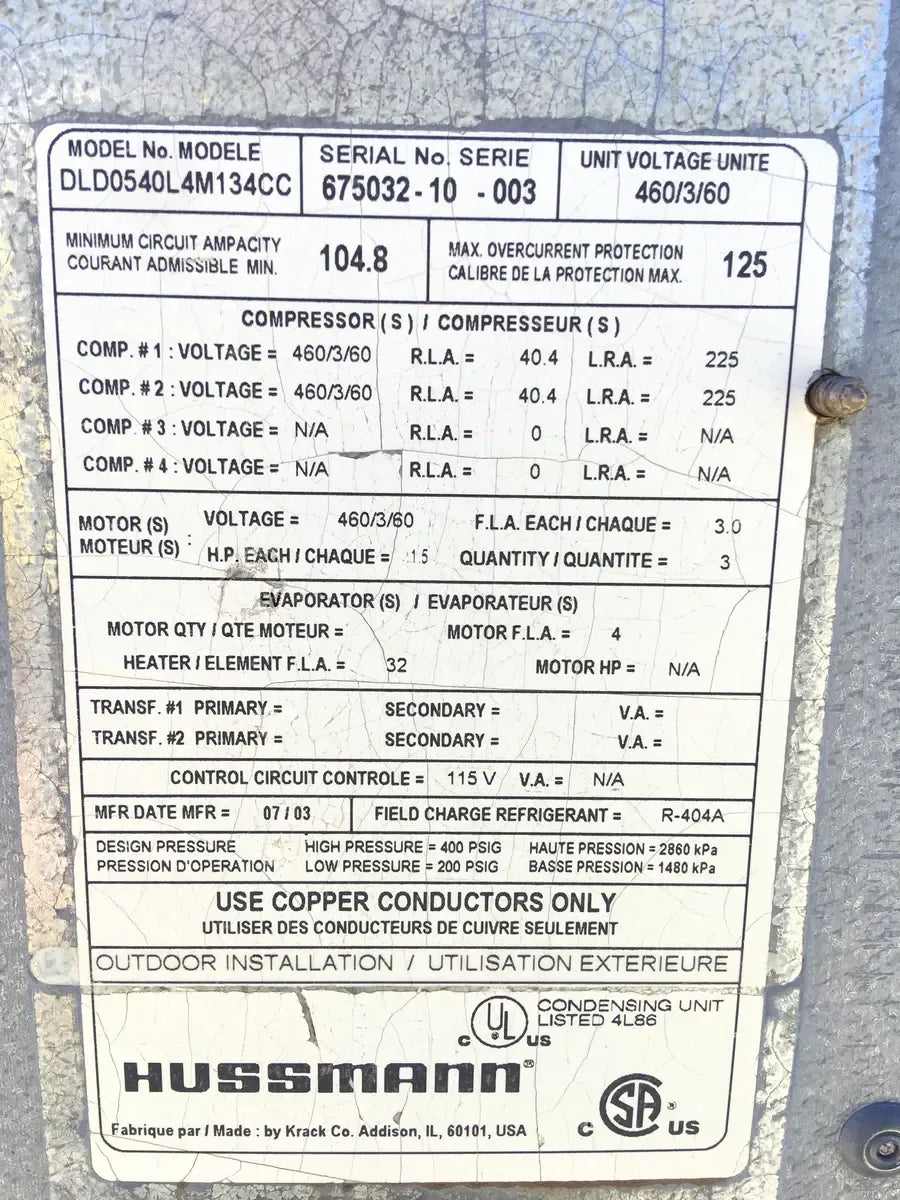 MODEL No. MODELE
DLD0540L4M134CC
SERIAL No. SERIE
675032-10 -003
UNIT VOLTAGE UNITE
460/3/60
MINIMUM CIRCUIT AMPACITY
COURANT ADMISSIBLE MIN.
104.8
MAX. OVERCURRENT PROTECTION
CALIBRE DE LA PROTECTION MAX.
125
COMPRESSOR (S) / COMPRESSEUR (S)
COMP. # 1 : VOLTAGE = 460/3/60 R.L.A. = 40.4 L.R.A. = 225
COMP. # 2 : VOLTAGE = 460/3/60 R.L.A. = 40.4 L.R.A. = 225
COMP. # 3 : VOLTAGE = N/A R.L.A. = 0 L.R.A. = N/A
COMP. # 4 : VOLTAGE = N/A R.L.A. = 0 L.R.A. = N/A
MOTOR (S)
MOTEUR (S) :
VOLTAGE = 460/3/60 F.L.A. EACH / CHAQUE = 3.0
H.P. EACH / CHAQUE = 1.5 QUANTITY / QUANTITE = 3
EVAPORATOR (S) / EVAPORATEUR (S)
MOTOR QTY / QTE MOTEUR = MOTOR F.L.A. = 4
HEATER / ELEMENT F.L.A. = 32 MOTOR HP = N/A
TRANSF. #1 PRIMARY = SECONDARY = V.A. =
TRANSF. #2 PRIMARY = SECONDARY = V.A. =
CONTROL CIRCUIT CONTROLE = 115 V V.A. = N/A
MFR DATE MFR = 07 / 03 FIELD CHARGE REFRIGERANT = R-404A
DESIGN PRESSURE HIGH PRESSURE = 400 PSIG HAUTE PRESSION = 2860 kPa
PRESSION D'OPERATION LOW PRESSURE = 200 PSIG BASSE PRESSION = 1480 kPa
USE COPPER CONDUCTORS ONLY
UTILISER DES CONDUCTEURS DE CUIVRE SEULEMENT
OUTDOOR INSTALLATION / UTILISATION EXTERIEURE
C UL US ®
CONDENSING UNIT
LISTED 4L86
HUSSMANN®
C SA® US
Fabrique par / Made : by Krack Co. Addison, IL, 60101, USA